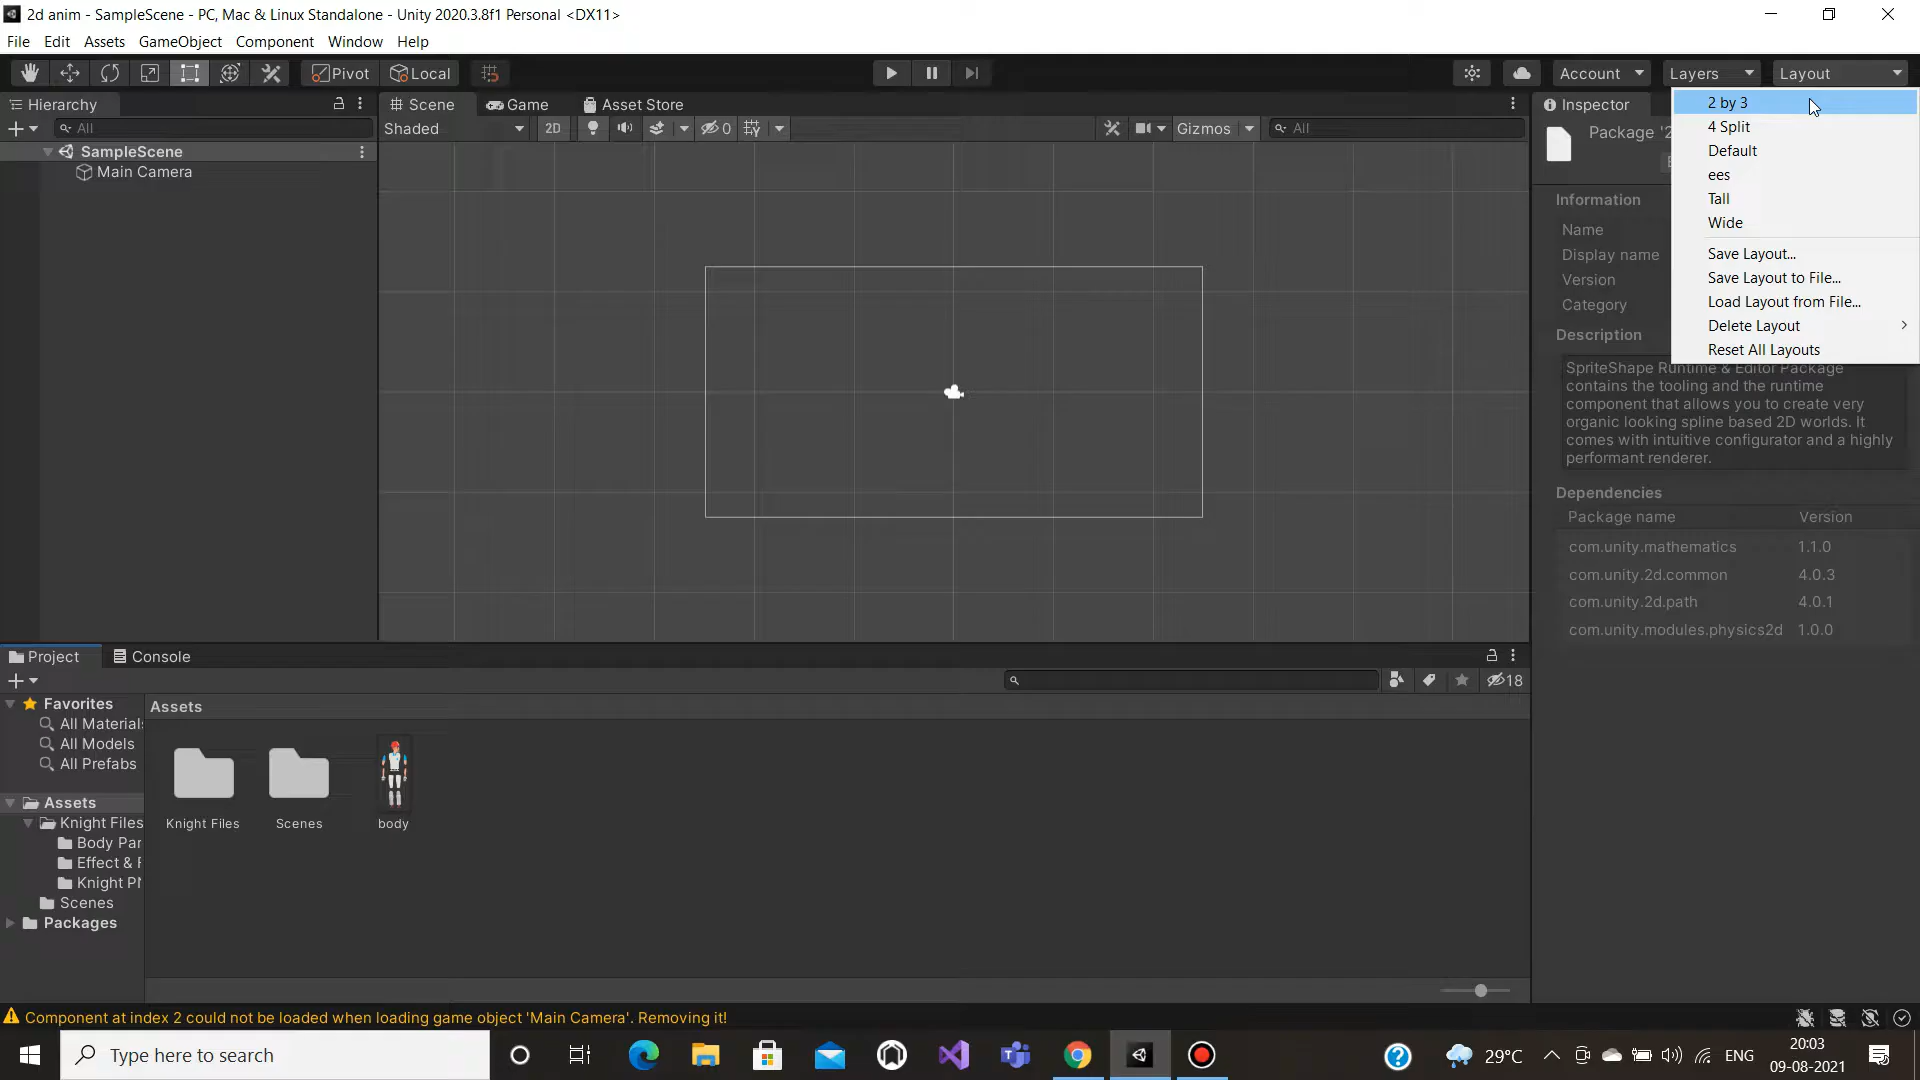 2d anim - SampleScene - PC, Mac & Linux Standalone - Unity 2020.3.8f1 Personal <DX11>
File Edit Assets GameObject Component Window Help
Pivot Local Account Layers Layout
Hierarchy
All
SampleScene
Main Camera
Scene Game Asset Store
Shaded 2D 0 Gizmos All
Inspector
Package '2
2 by 3
4 Split
Default
ees
Tall
Wide
Save Layout...
Save Layout to File...
Load Layout from File...
Delete Layout
Reset All Layouts
Information
Name
Display name
Version
Category
Description
SpriteShape Runtime & Editor Package
contains the tooling and the runtime
component that allows you to create very
organic looking spline based 2D worlds. It
comes with intuitive configurator and a highly
performant renderer.
Dependencies
Package name Version
com.unity.mathematics 1.1.0
com.unity.2d.common 4.0.3
com.unity.2d.path 4.0.1
com.unity.modules.physics2d 1.0.0
Project Console
18
Favorites
All Materials
All Models
All Prefabs
Assets
Knight Files
Body Par
Effect & F
Knight PN
Scenes
Packages
Assets
Knight Files Scenes body
Component at index 2 could not be loaded when loading game object 'Main Camera'. Removing it!
Type here to search
29°C ENG
20:03
09-08-2021